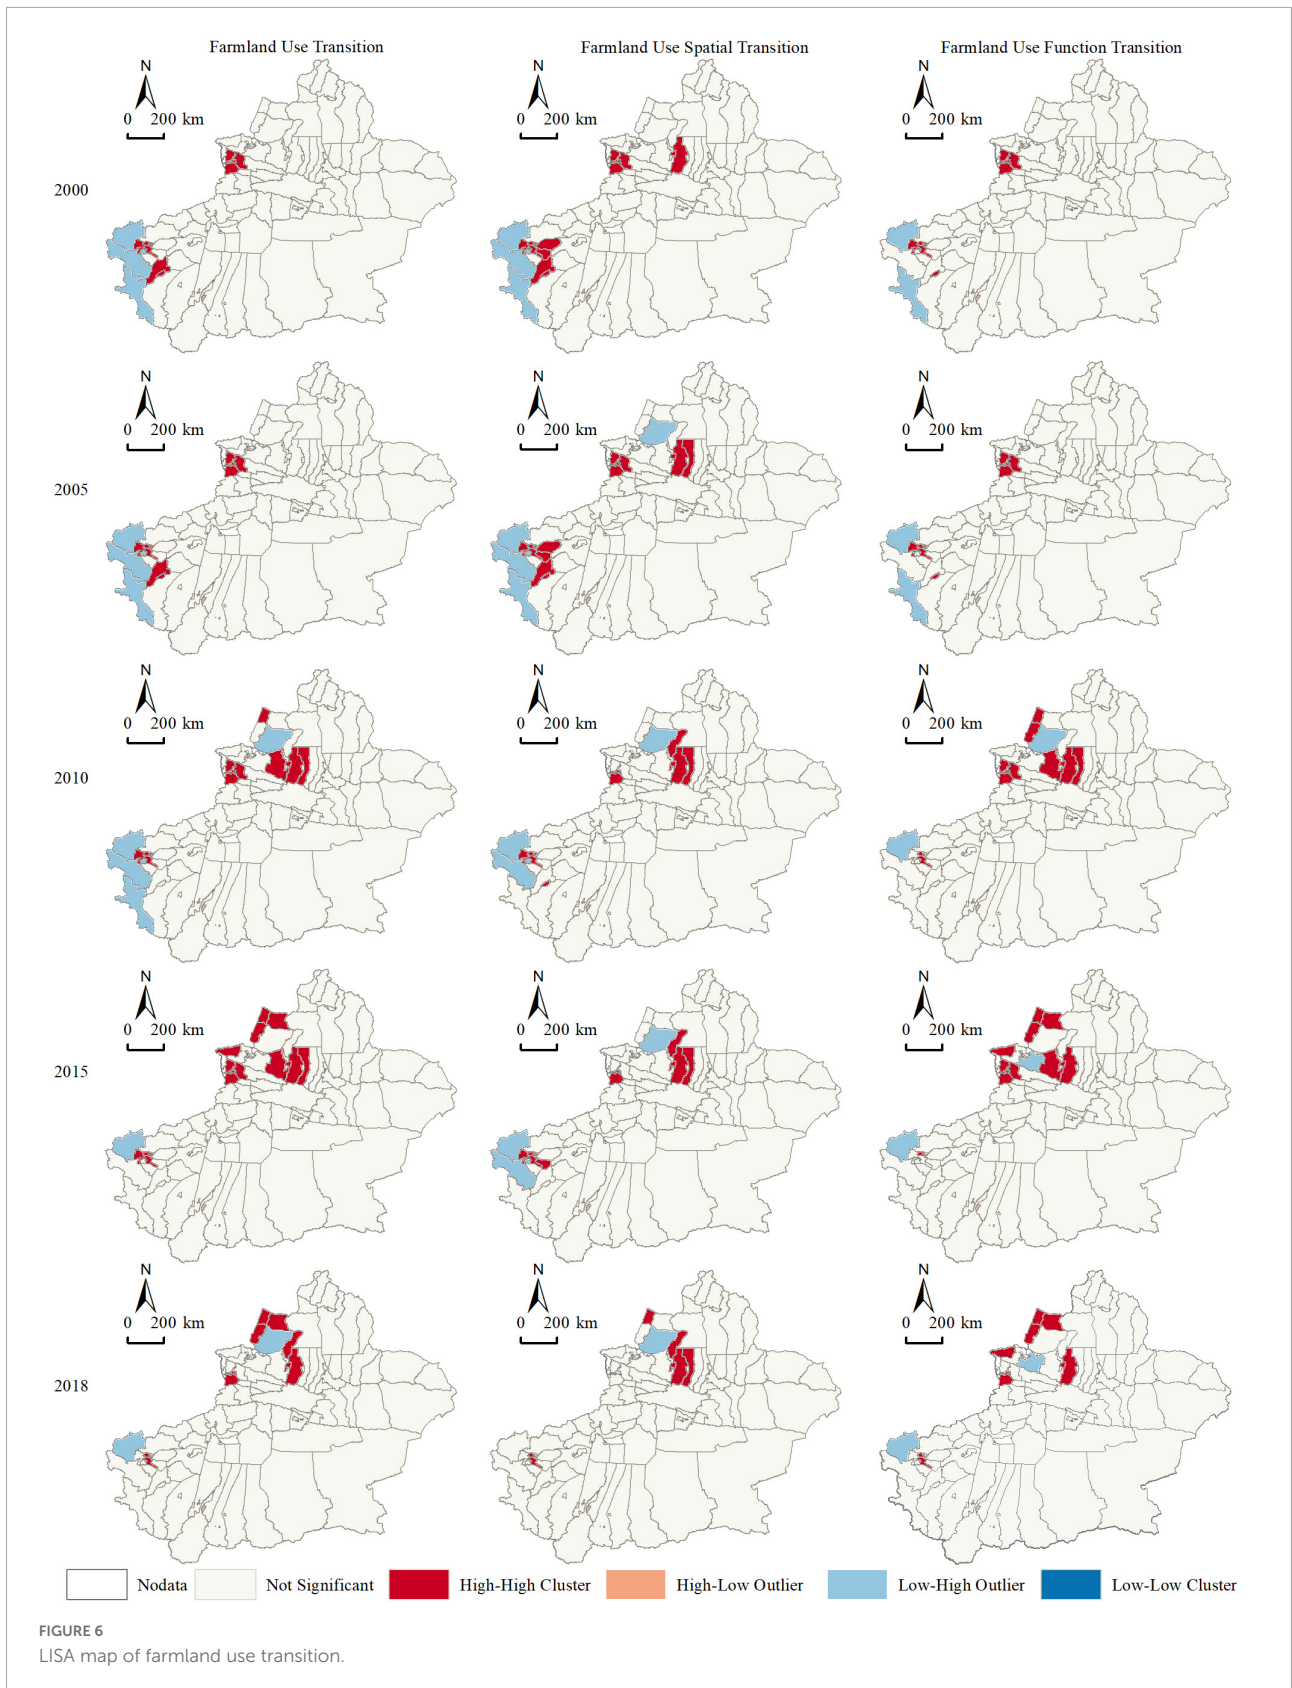 Farmland Use Transition
Farmland Use Spatial Transition
Farmland Use Function Transition
N
0 200 km
N
0 200 km
N
0 200 km
2000
N
0 200 km
N
0 200 km
N
0 200 km
2005
N
0 200 km
N
0 200 km
N
0 200 km
2010
N
0 200 km
N
0 200 km
N
0 200 km
2015
N
0 200 km
N
0 200 km
N
0 200 km
2018
Nodata
Not Significant
High-High Cluster
High-Low Outlier
Low-High Outlier
Low-Low Cluster
FIGURE 6
LISA map of farmland use transition.